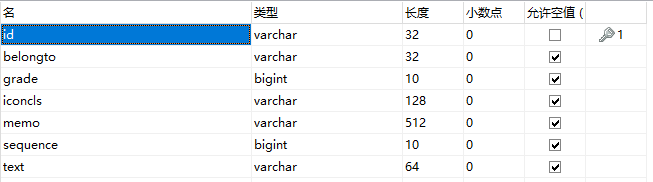 名 类型 长度 小数点 允许空值 (
id varchar 32 0 1
belongto varchar 32 0
grade bigint 10 0
iconcls varchar 128 0
memo varchar 512 0
sequence bigint 10 0
text varchar 64 0